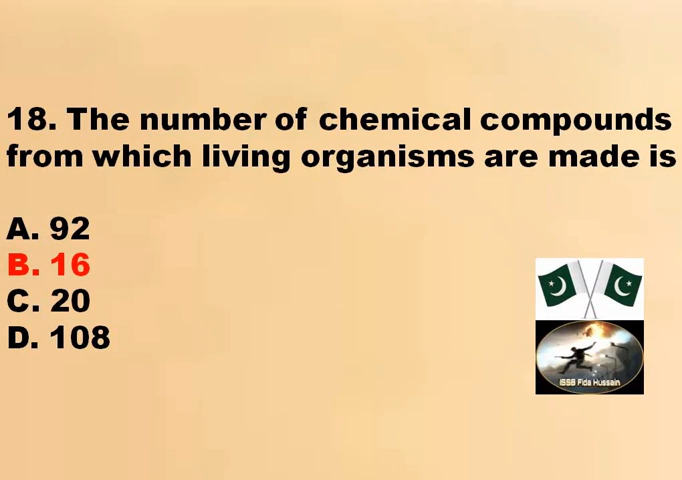 18. The number of chemical compounds
from which living organisms are made is
A. 92
B. 16
C. 20
D. 108
ISSB Fida Hussain